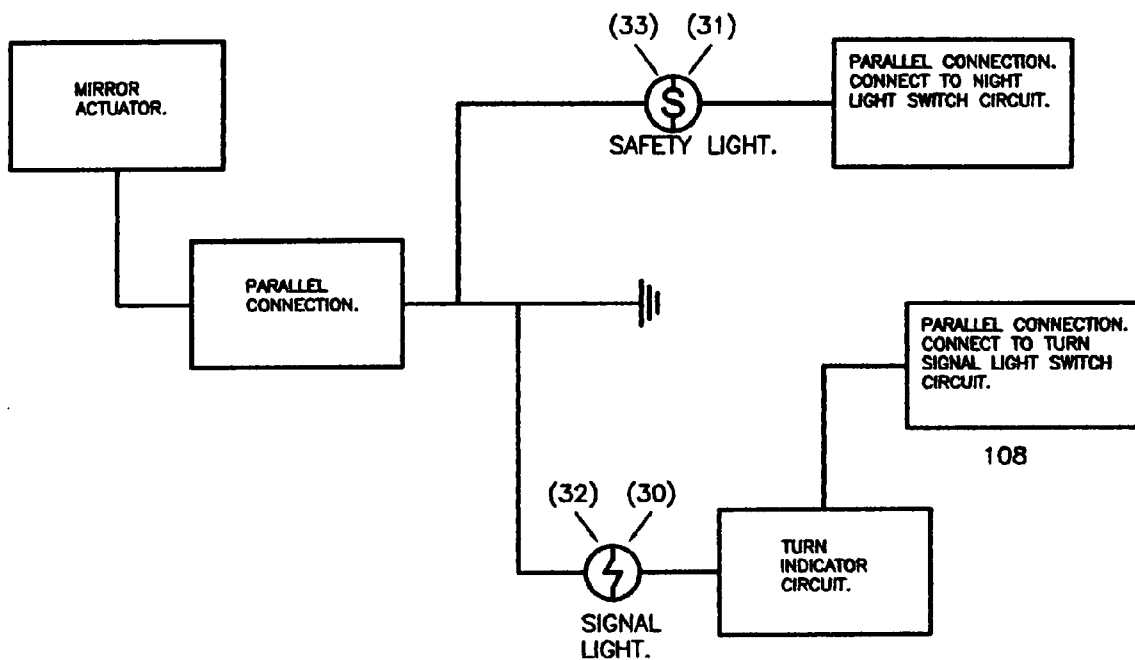 (33) (31)
MIRROR
ACTUATOR.
PARALLEL CONNECTION.
CONNECT TO NIGHT
LIGHT SWITCH CIRCUIT.
SAFETY LIGHT.
PARALLEL
CONNECTION.
PARALLEL CONNECTION.
CONNECT TO TURN
SIGNAL LIGHT SWITCH
CIRCUIT.
108
(32) (30)
TURN
INDICATOR
CIRCUIT.
SIGNAL
LIGHT.